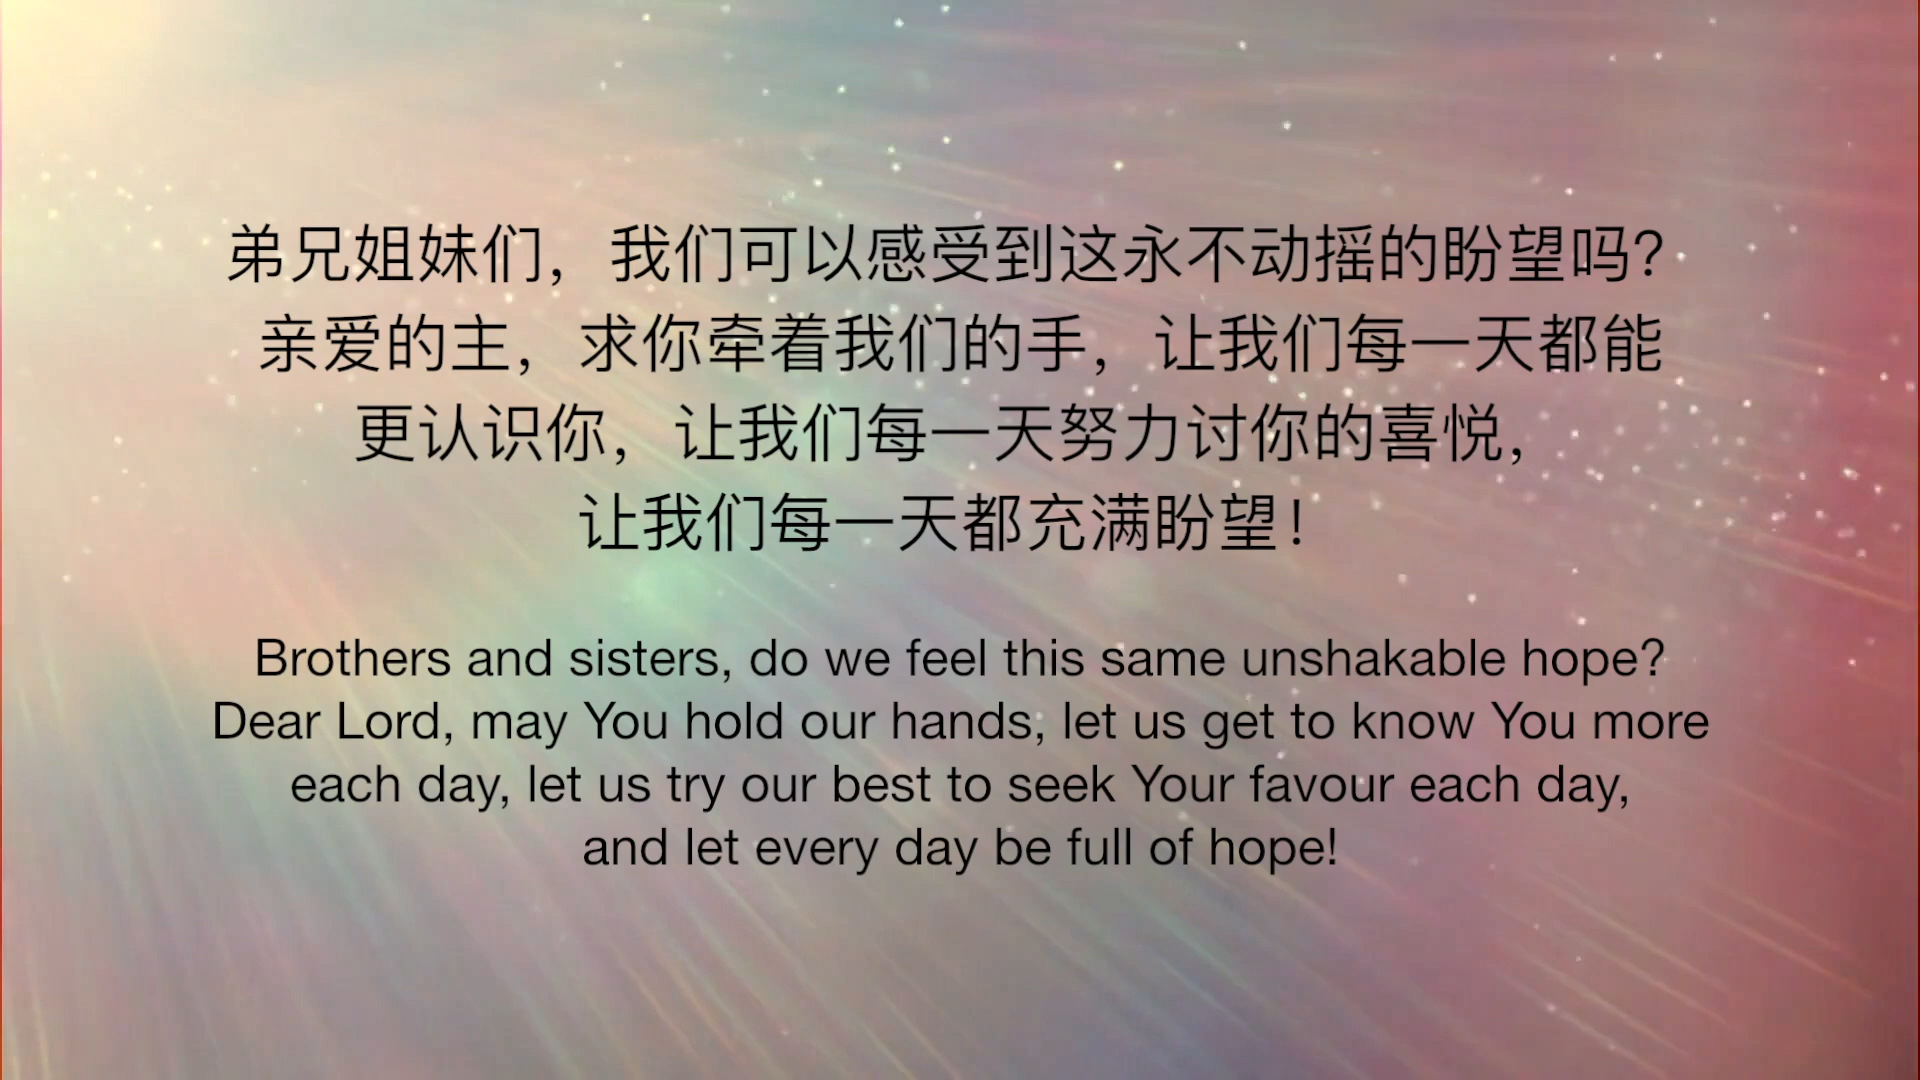 弟兄姐妹们，我们可以感受到这永不动摇的盼望吗？
亲爱的主，求你牵着我们的手，让我们每一天都能
更认识你，让我们每一天努力讨你的喜悦，
让我们每一天都充满盼望！
Brothers and sisters, do we feel this same unshakable hope?
Dear Lord, may You hold our hands; let us get to know You more
each day, let us try our best to seek Your favour each day,
and let every day be full of hope!